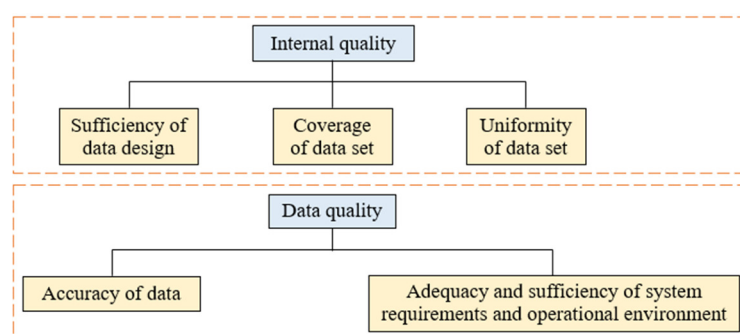 Internal quality
Sufficiency of
data design
Coverage
of data set
Uniformity
of data set
Data quality
Accuracy of data
Adequacy and sufficiency of system
requirements and operational environment